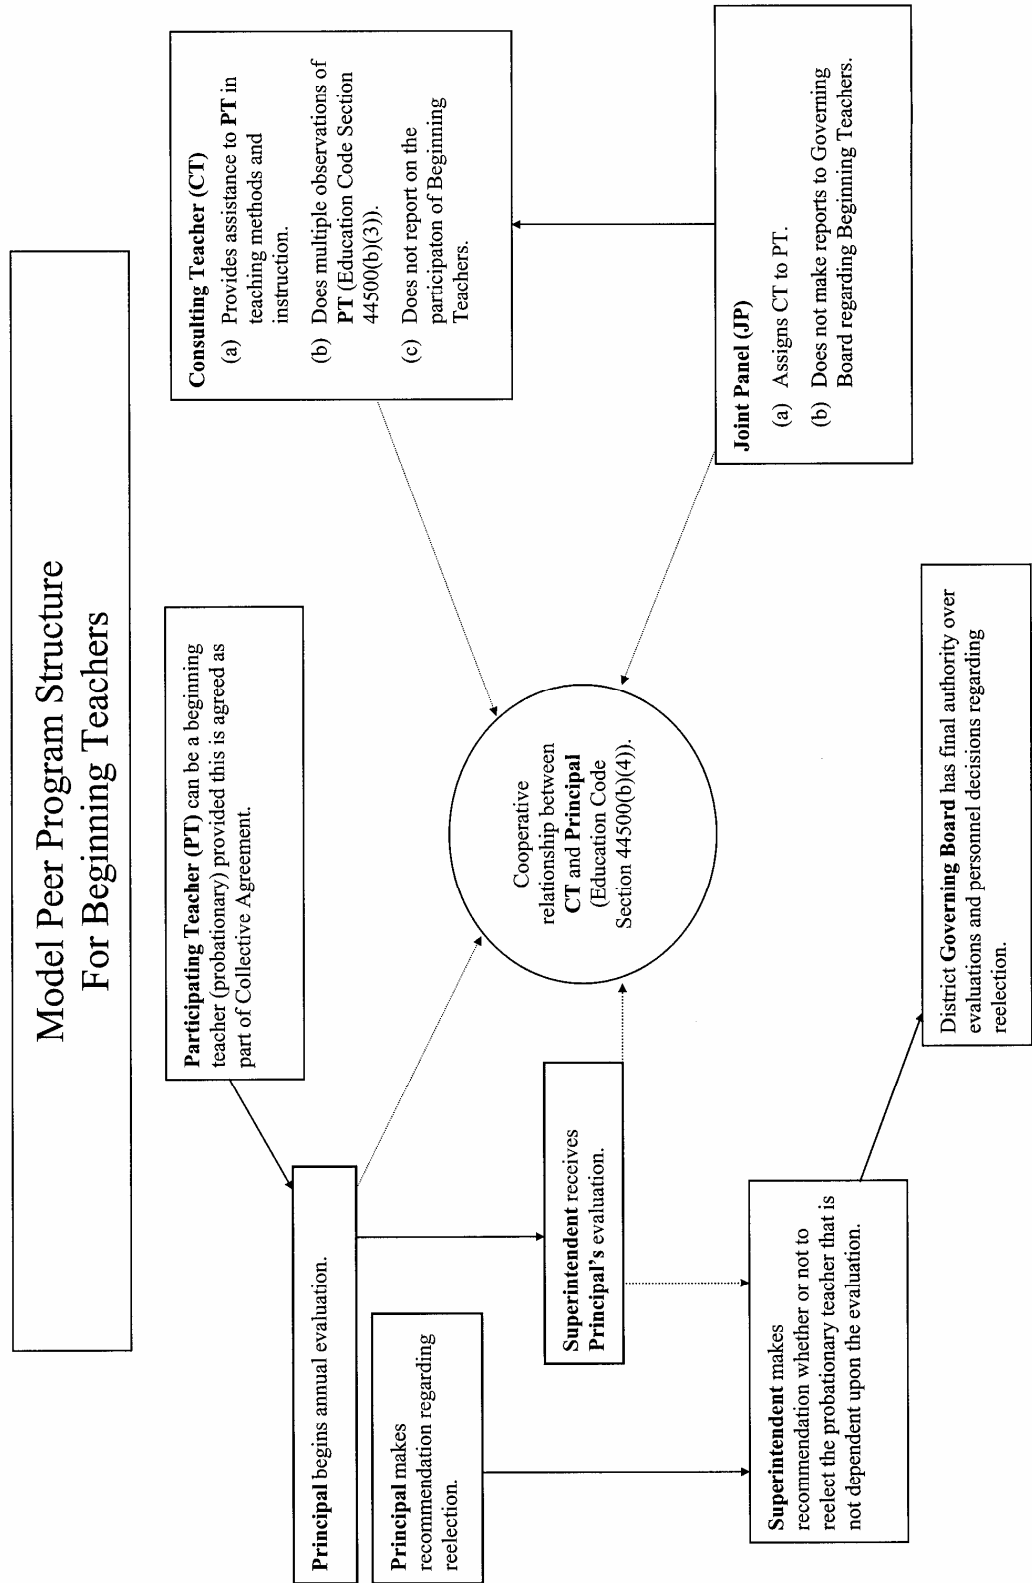 Model Peer Program Structure
For Beginning Teachers
Participating Teacher (PT) can be a beginning
teacher (probationary) provided this is agreed as
part of Collective Agreement.
Consulting Teacher (CT)
(a) Provides assistance to PT in
teaching methods and
instruction.
(b) Does multiple observations of
PT (Education Code Section
44500(b)(3)).
(c) Does not report on the
participaton of Beginning
Teachers.
Principal begins annual evaluation.
Principal makes
recommendation regarding
reelection.
Cooperative
relationship between
CT and Principal
(Education Code
Section 44500(b)(4)).
Superintendent receives
Principal's evaluation.
Joint Panel (JP)
(a) Assigns CT to PT.
(b) Does not make reports to Governing
Board regarding Beginning Teachers.
Superintendent makes
recommendation whether or not to
reelect the probationary teacher that is
not dependent upon the evaluation.
District Governing Board has final authority over
evaluations and personnel decisions regarding
reelection.